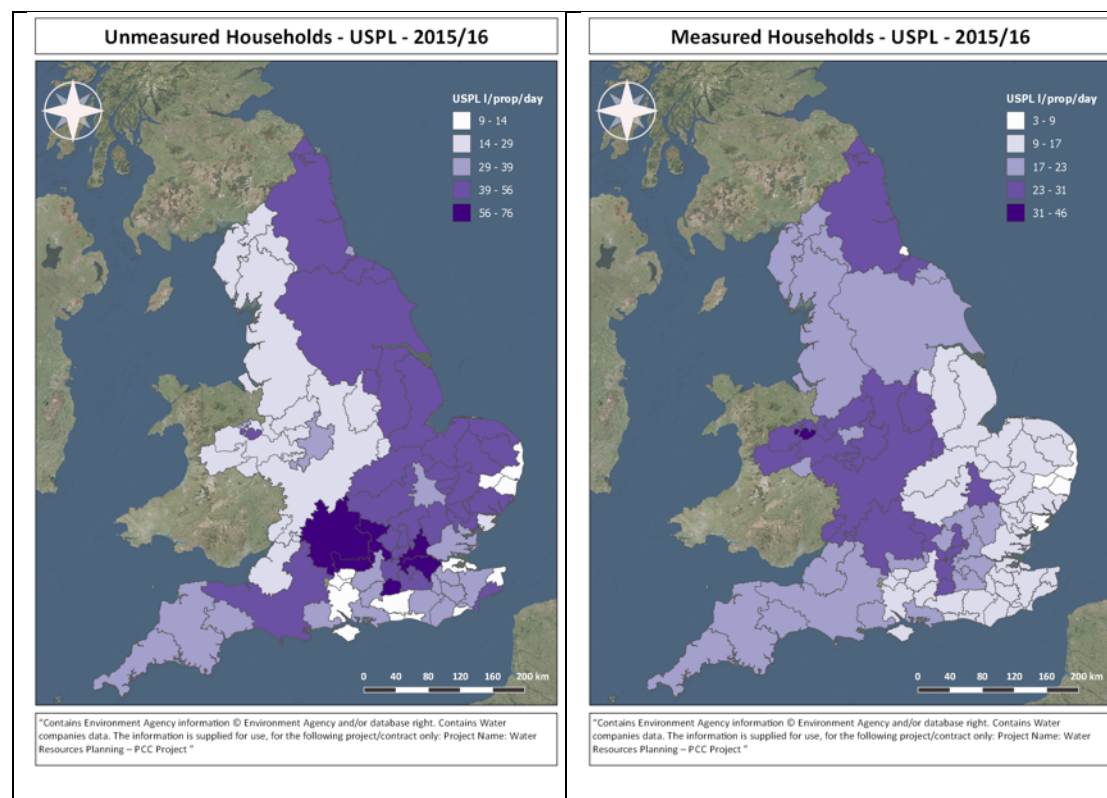 Unmeasured Households - USPL - 2015/16
USPL l/prop/day
9 - 14
14 - 29
29 - 39
39 - 56
56 - 76
0 40 80 120 160 200 km
"Contains Environment Agency information © Environment Agency and/or database right. Contains Water
companies data. The information is supplied for use, for the following project/contract only: Project Name: Water
Resources Planning – PCC Project "
Measured Households - USPL - 2015/16
USPL l/prop/day
3 - 9
9 - 17
17 - 23
23 - 31
31 - 46
0 40 80 120 160 200 km
"Contains Environment Agency information © Environment Agency and/or database right. Contains Water
companies data. The information is supplied for use, for the following project/contract only: Project Name: Water
Resources Planning – PCC Project "